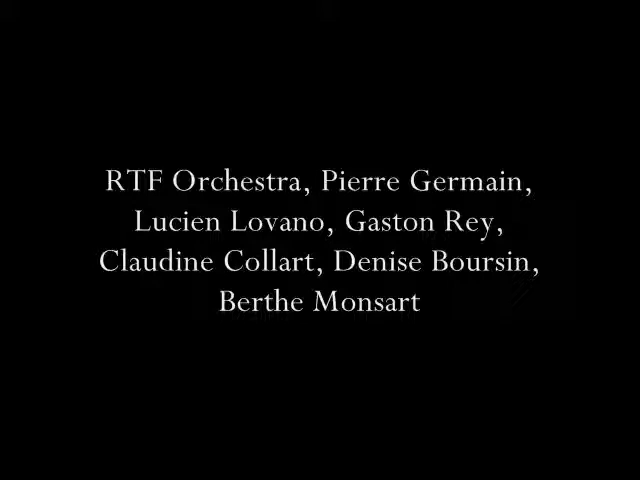 RTF Orchestra, Pierre Germain,
Lucien Lovano, Gaston Rey,
Claudine Collart, Denise Boursin,
Berthe Monsart